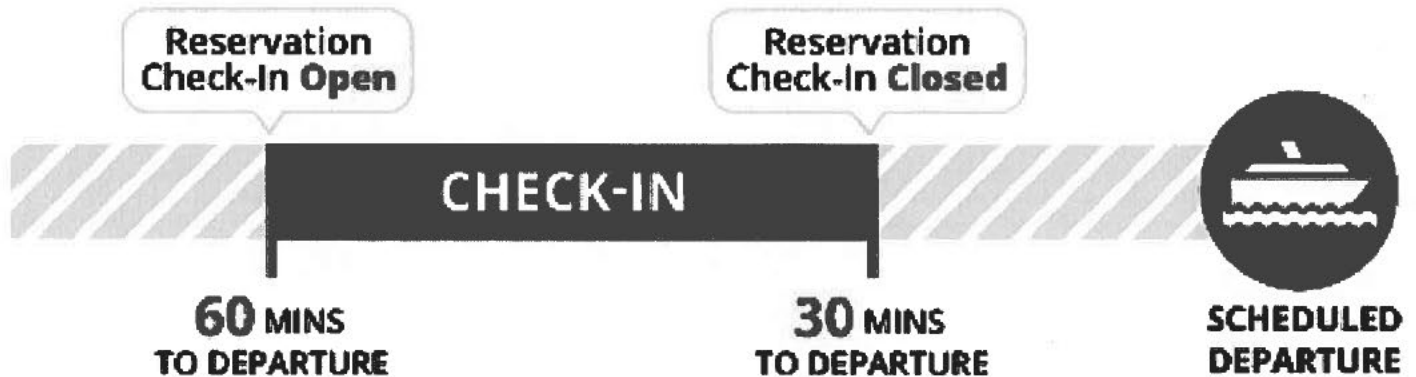 Reservation
Check-In Open
Reservation
Check-In Closed
CHECK-IN
60 MINS
TO DEPARTURE
30 MINS
TO DEPARTURE
SCHEDULED
DEPARTURE